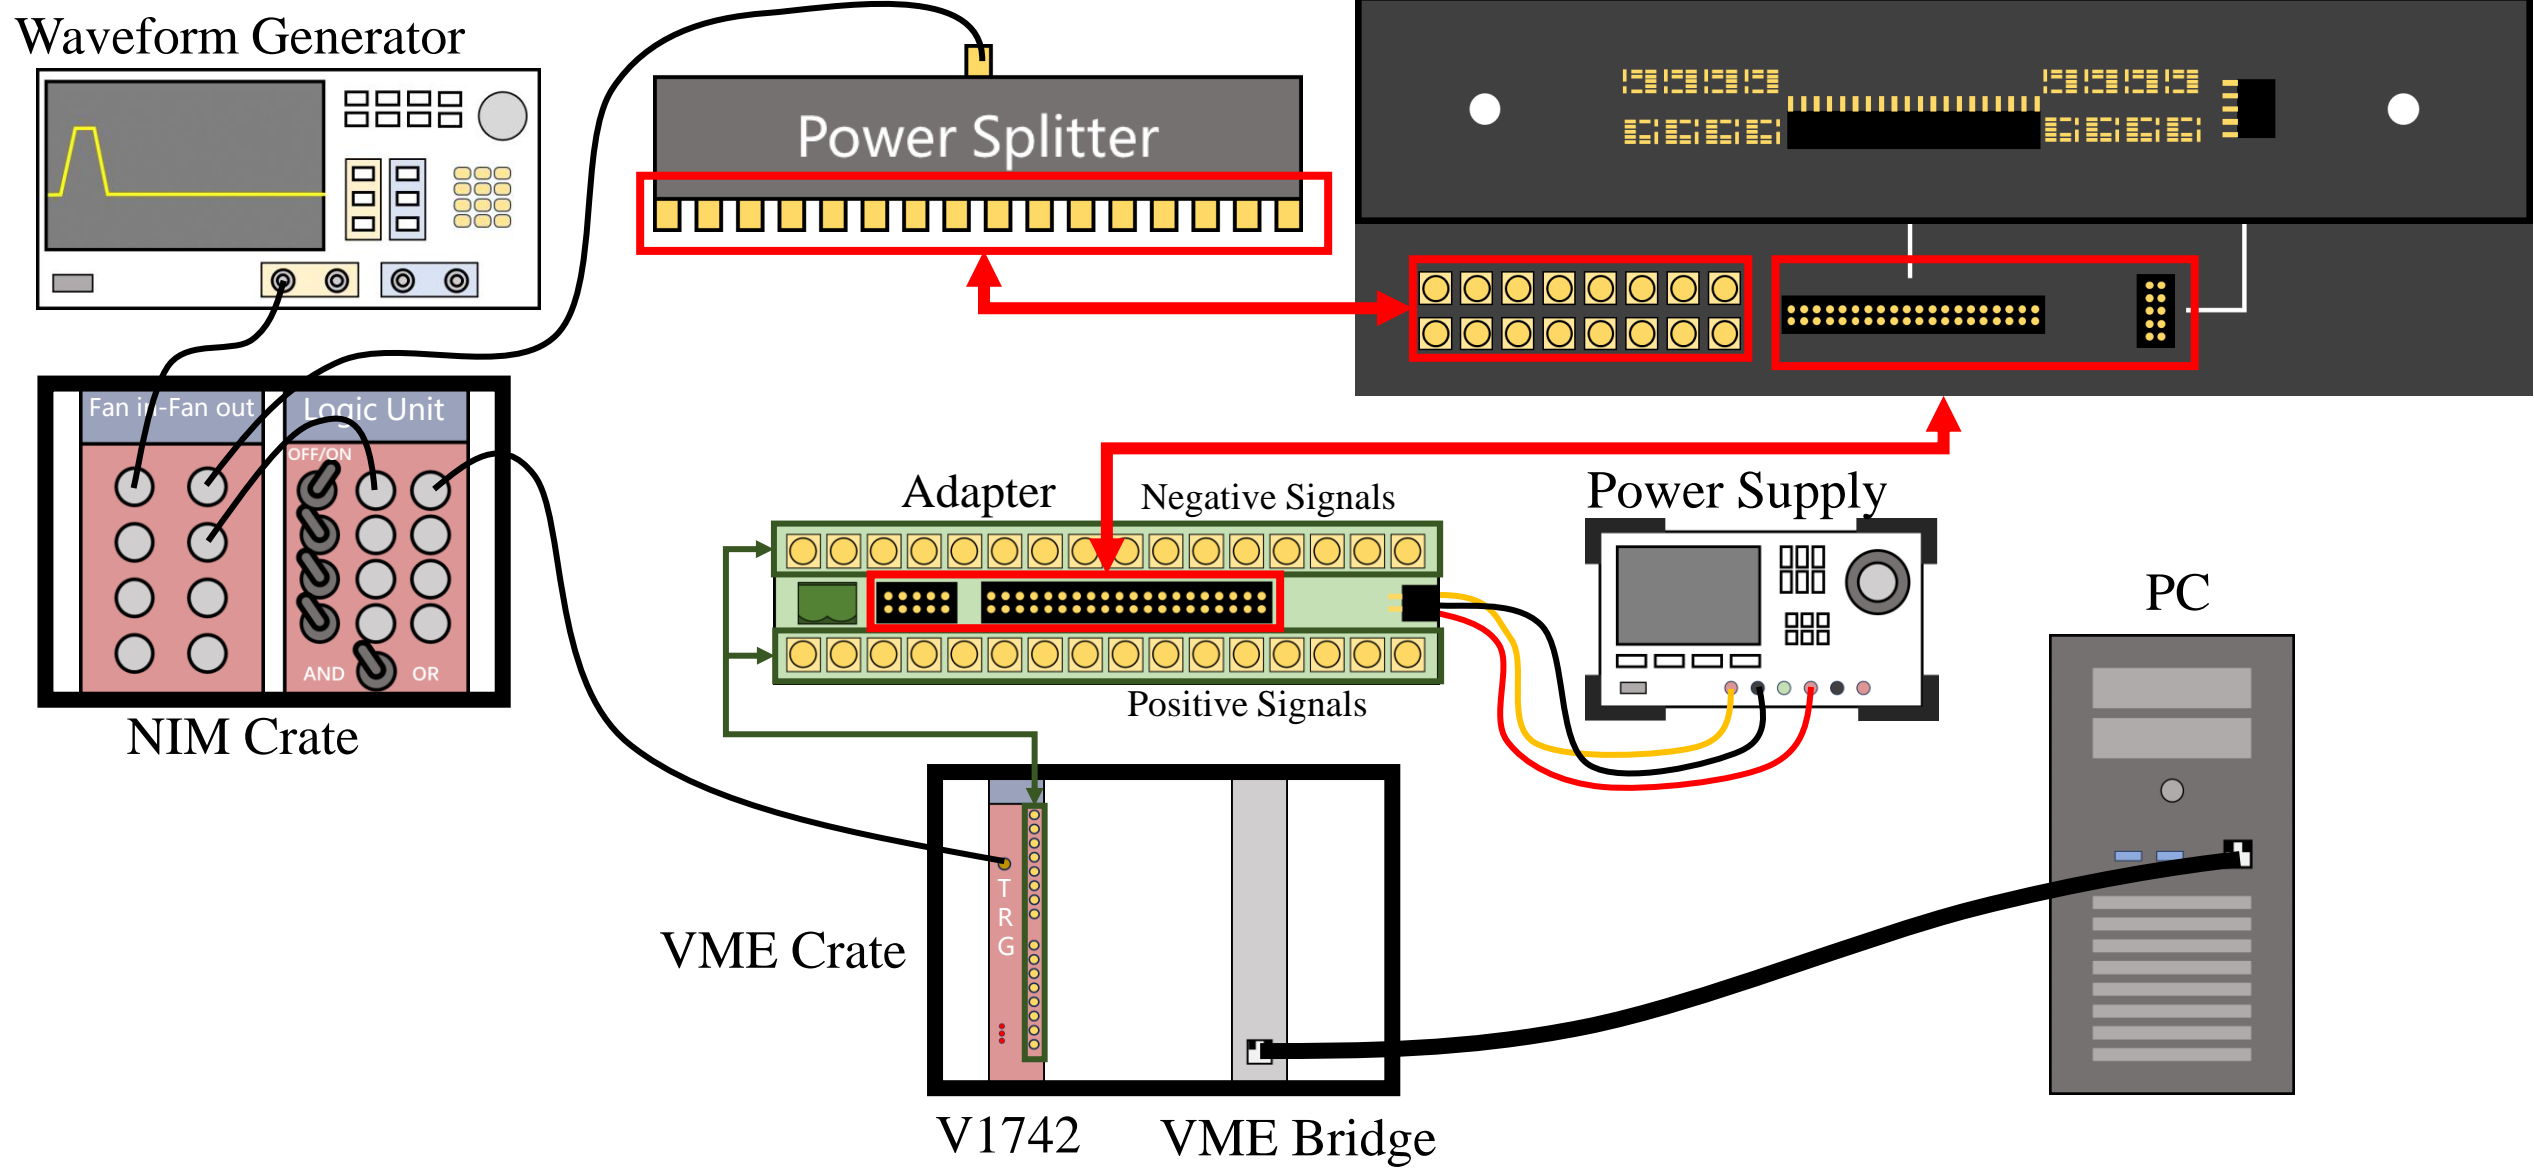 Waveform Generator
Power Splitter
Fan in-Fan out
Logic Unit
OFF/ON
AND
OR
NIM Crate
Adapter
Negative Signals
Positive Signals
Power Supply
PC
T
R
G
VME Crate
V1742
VME Bridge